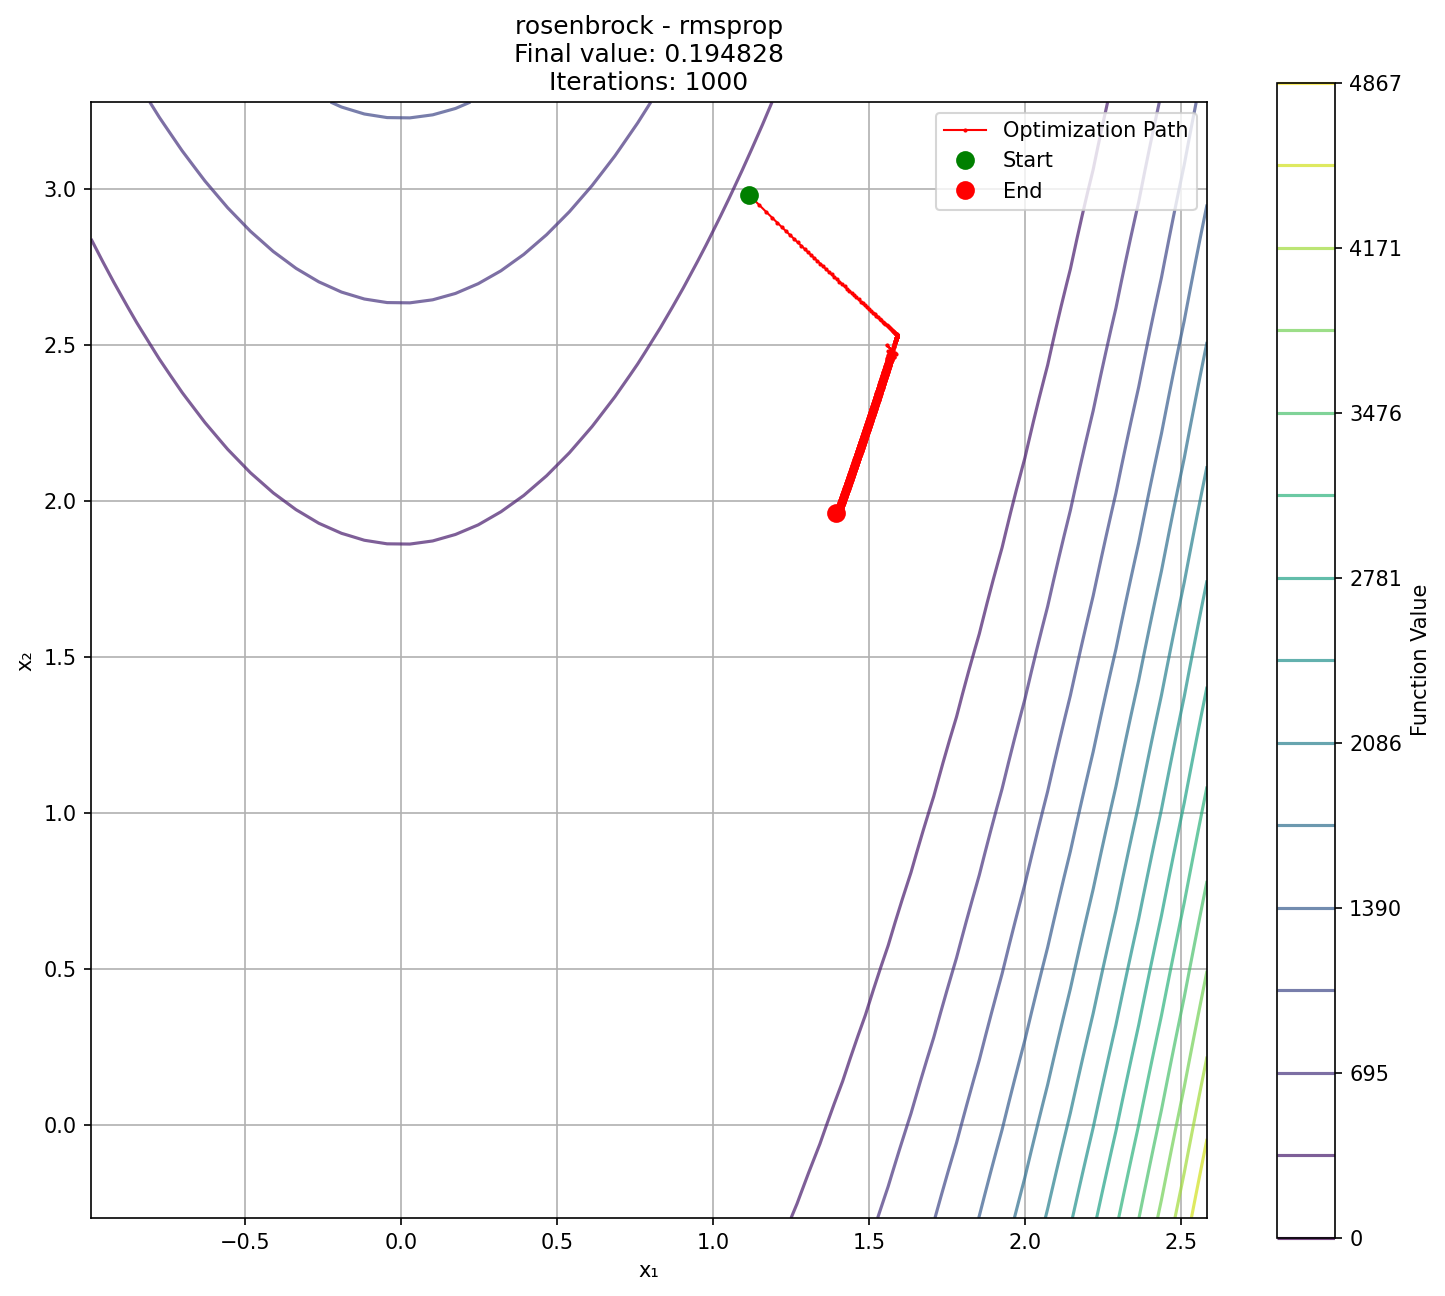 rosenbrock - rmsprop
Final value: 0.194828
Iterations: 1000
Optimization Path
Start
End
3.0
2.5
2.0
1.5
1.0
0.5
0.0
x₂
−0.5
0.0
0.5
1.0
1.5
2.0
2.5
x₁
4867
4171
3476
2781
2086
1390
695
0
Function Value